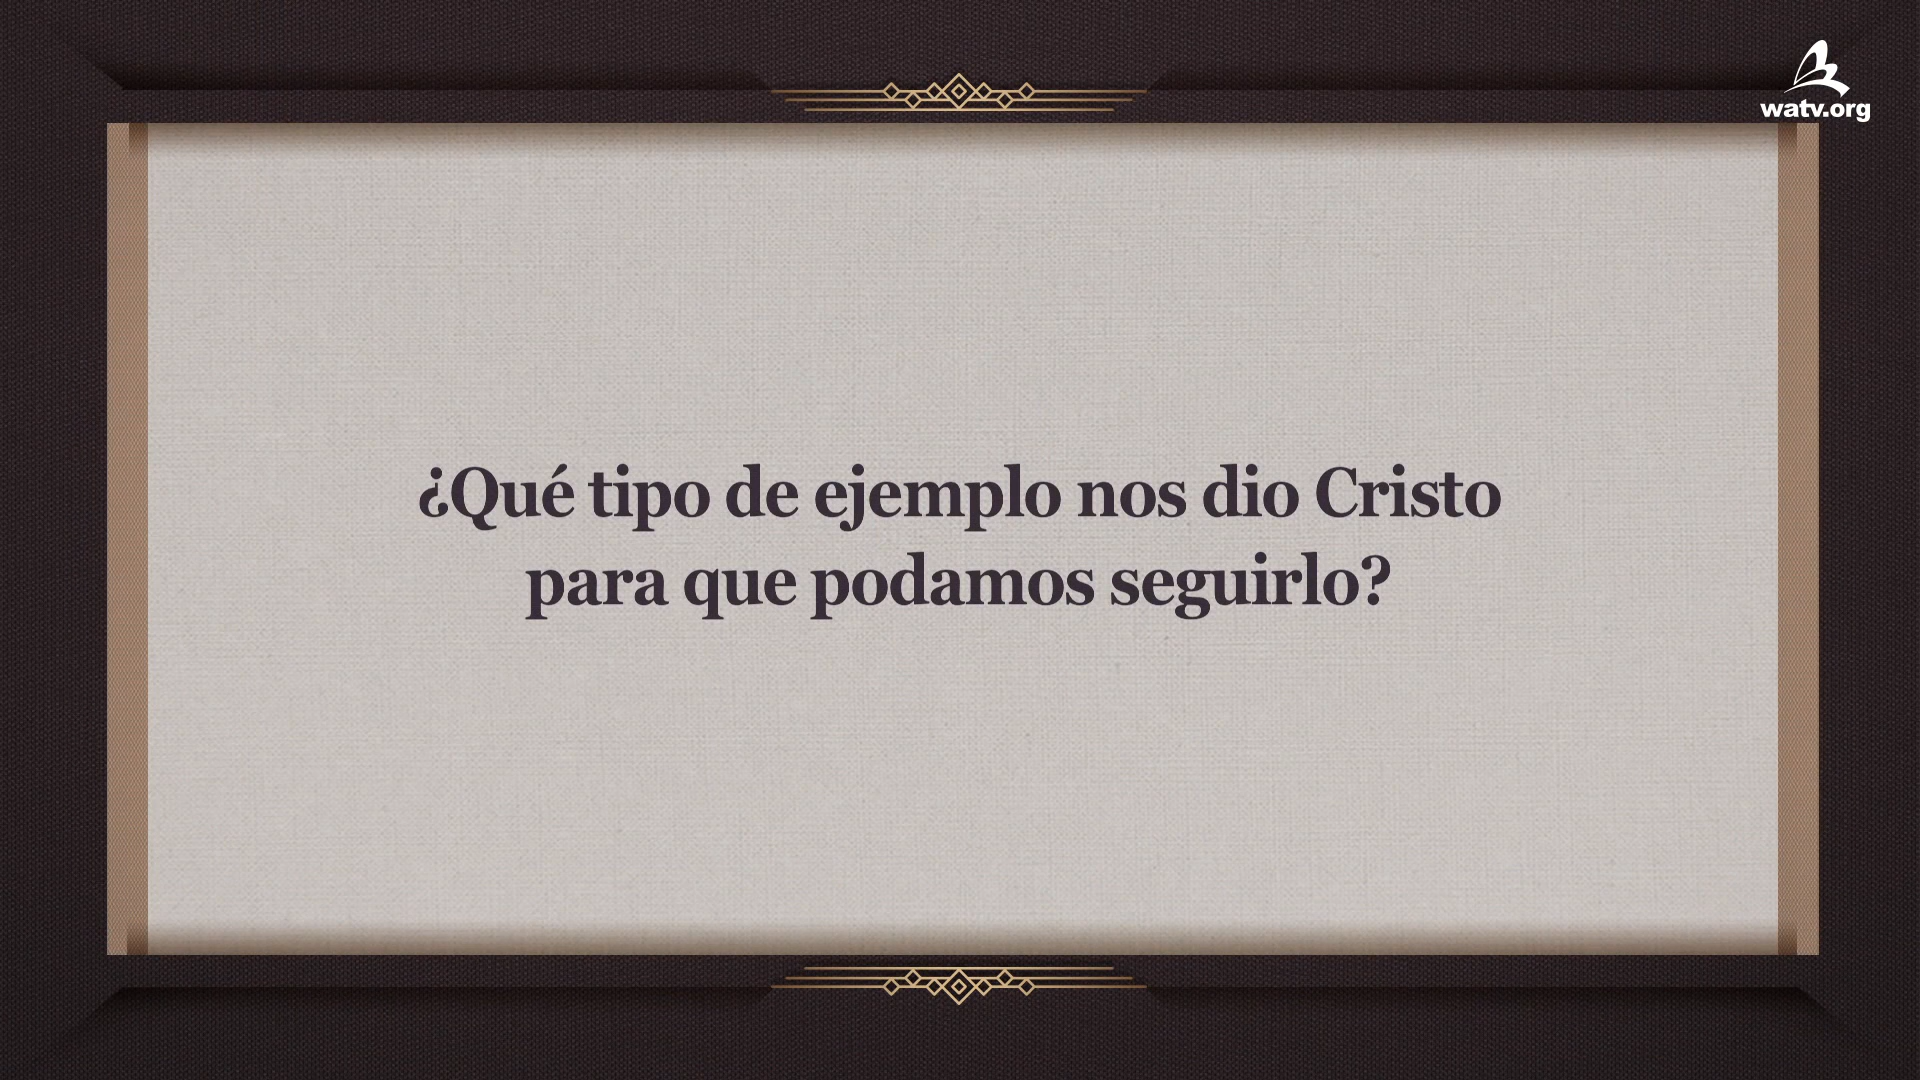 watv.org
¿Qué tipo de ejemplo nos dio Cristo
para que podamos seguirlo?